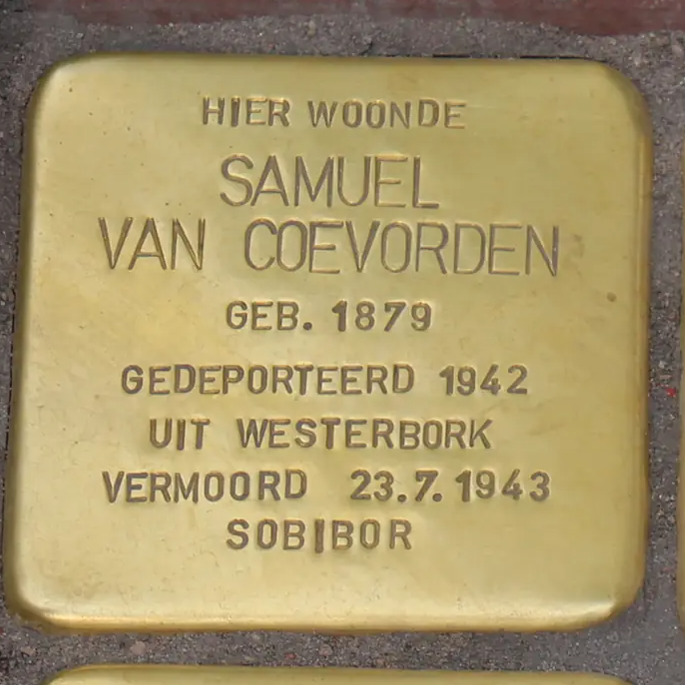 HIER WOONDE
SAMUEL
VAN COEVORDEN
GEB. 1879
GEDEPORTEERD 1942
UIT WESTERBORK
VERMOORD 23.7.1943
SOBIBOR